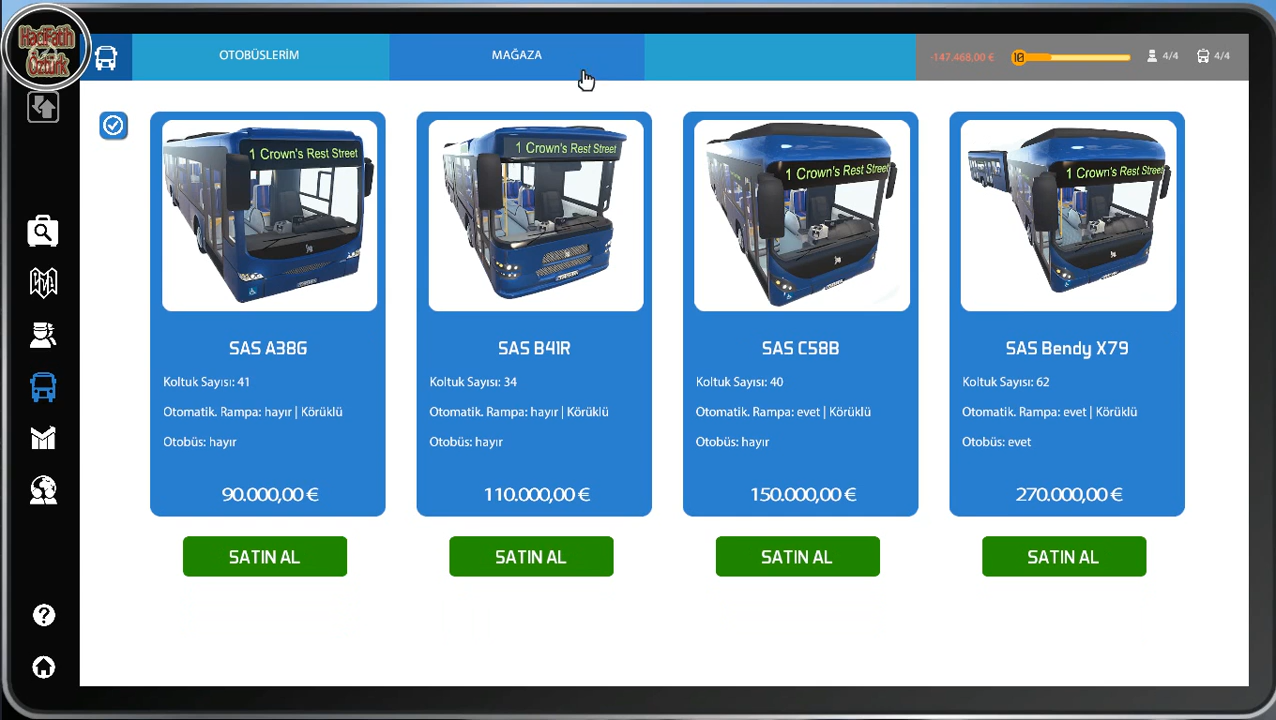 HaciFatih
Öztürk
OTOBÜSLERİM
MAĞAZA
-147.468,00 €
10
4/4
4/4
1 Crown's Rest Street
SAS A38G
Koltuk Sayısı: 41
Otomatik. Rampa: hayır | Körüklü
Otobüs: hayır
90.000,00 €
SATIN AL
1 Crown's Rest Street
SAS B41R
Koltuk Sayısı: 34
Otomatik. Rampa: hayır | Körüklü
Otobüs: hayır
110.000,00 €
SATIN AL
1 Crown's Rest Street
SAS C58B
Koltuk Sayısı: 40
Otomatik. Rampa: evet | Körüklü
Otobüs: hayır
150.000,00 €
SATIN AL
1 Crown's Rest Street
SAS Bendy X79
Koltuk Sayısı: 62
Otomatik. Rampa: evet | Körüklü
Otobüs: evet
270.000,00 €
SATIN AL
?